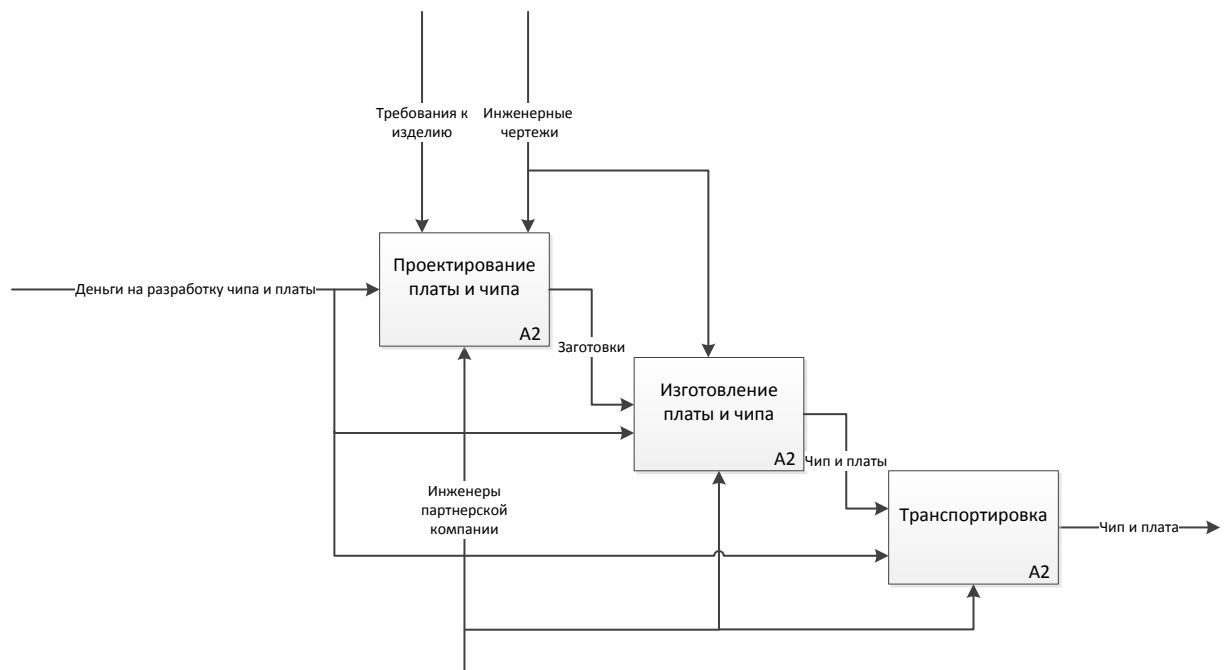 Требования к
изделию
Инженерные
чертежи
Проектирование
платы и чипа
A2
Деньги на разработку чипа и платы
Заготовки
Изготовление
платы и чипа
A2
Чип и платы
Инженеры
партнерской
компании
Транспортировка
A2
Чип и плата